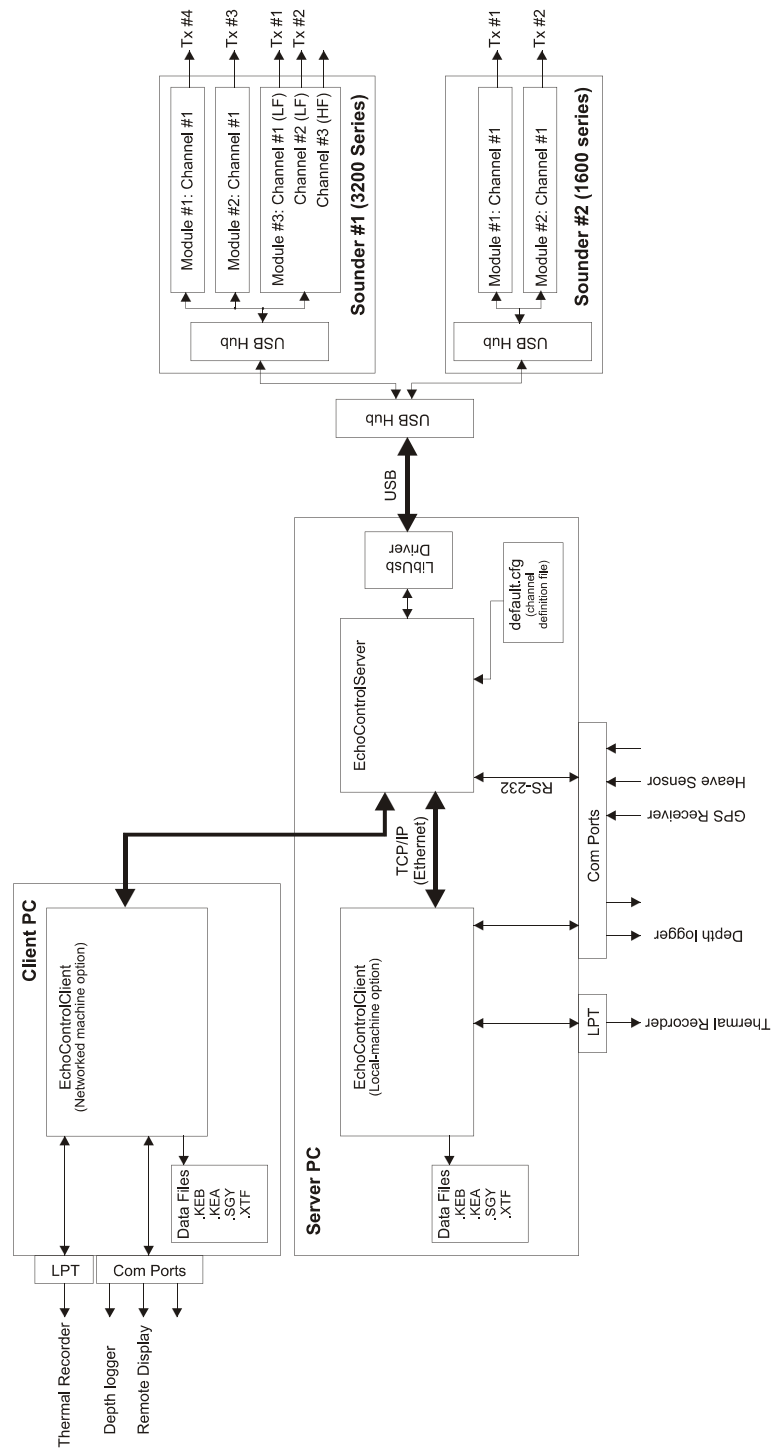 Client PC
EchoControlClient
(Networked machine option)
Data Files
.KEB
.KEA
.SGY
.XTF
LPT
Com Ports
Thermal Recorder
Depth logger
Remote Display
Server PC
EchoControlClient
(Local-machine option)
Data Files
.KEB
.KEA
.SGY
.XTF
TCP/IP
(Ethernet)
EchoControlServer
LibUsb
Driver
default.cfg
(channel
definition file)
RS-232
LPT
Com Ports
Thermal Recorder
Depth logger
GPS Receiver
Heave Sensor
USB
USB Hub
USB Hub
Module #1: Channel #1
Module #2: Channel #1
Module #3: Channel #1 (LF)
Channel #2 (LF)
Channel #3 (HF)
Sounder #1 (3200 Series)
Tx #4
Tx #3
Tx #1
Tx #2
USB Hub
Module #1: Channel #1
Module #2: Channel #1
Sounder #2 (1600 series)
Tx #1
Tx #2